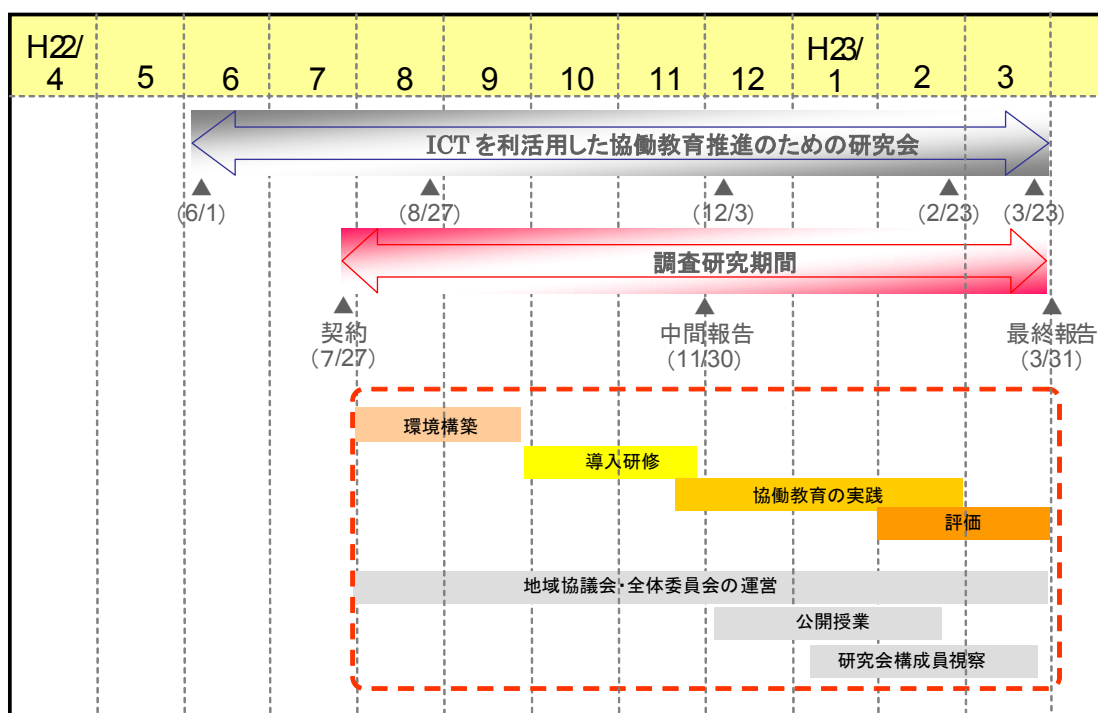 H22/
4 5 6 7 8 9 10 11 12 H23/
1 2 3
ICTを利活用した協働教育推進のための研究会
(6/1) (8/27) (12/3) (2/23) (3/23)
調査研究期間
契約 中間報告 最終報告
(7/27) (11/30) (3/31)
環境構築
導入研修
協働教育の実践
評価
地域協議会・全体委員会の運営
公開授業
研究会構成員視察